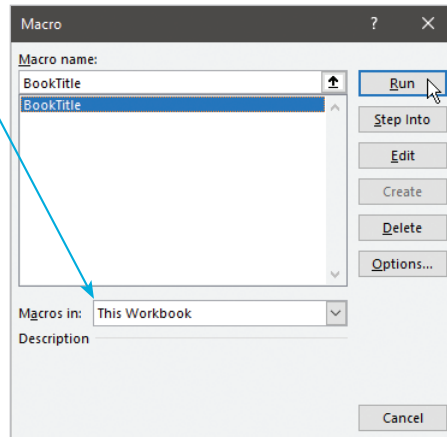 Macro ? ×
Macro name:
BookTitle
BookTitle
Run
Step Into
Edit
Create
Delete
Options...
Macros in: This Workbook
Description
Cancel